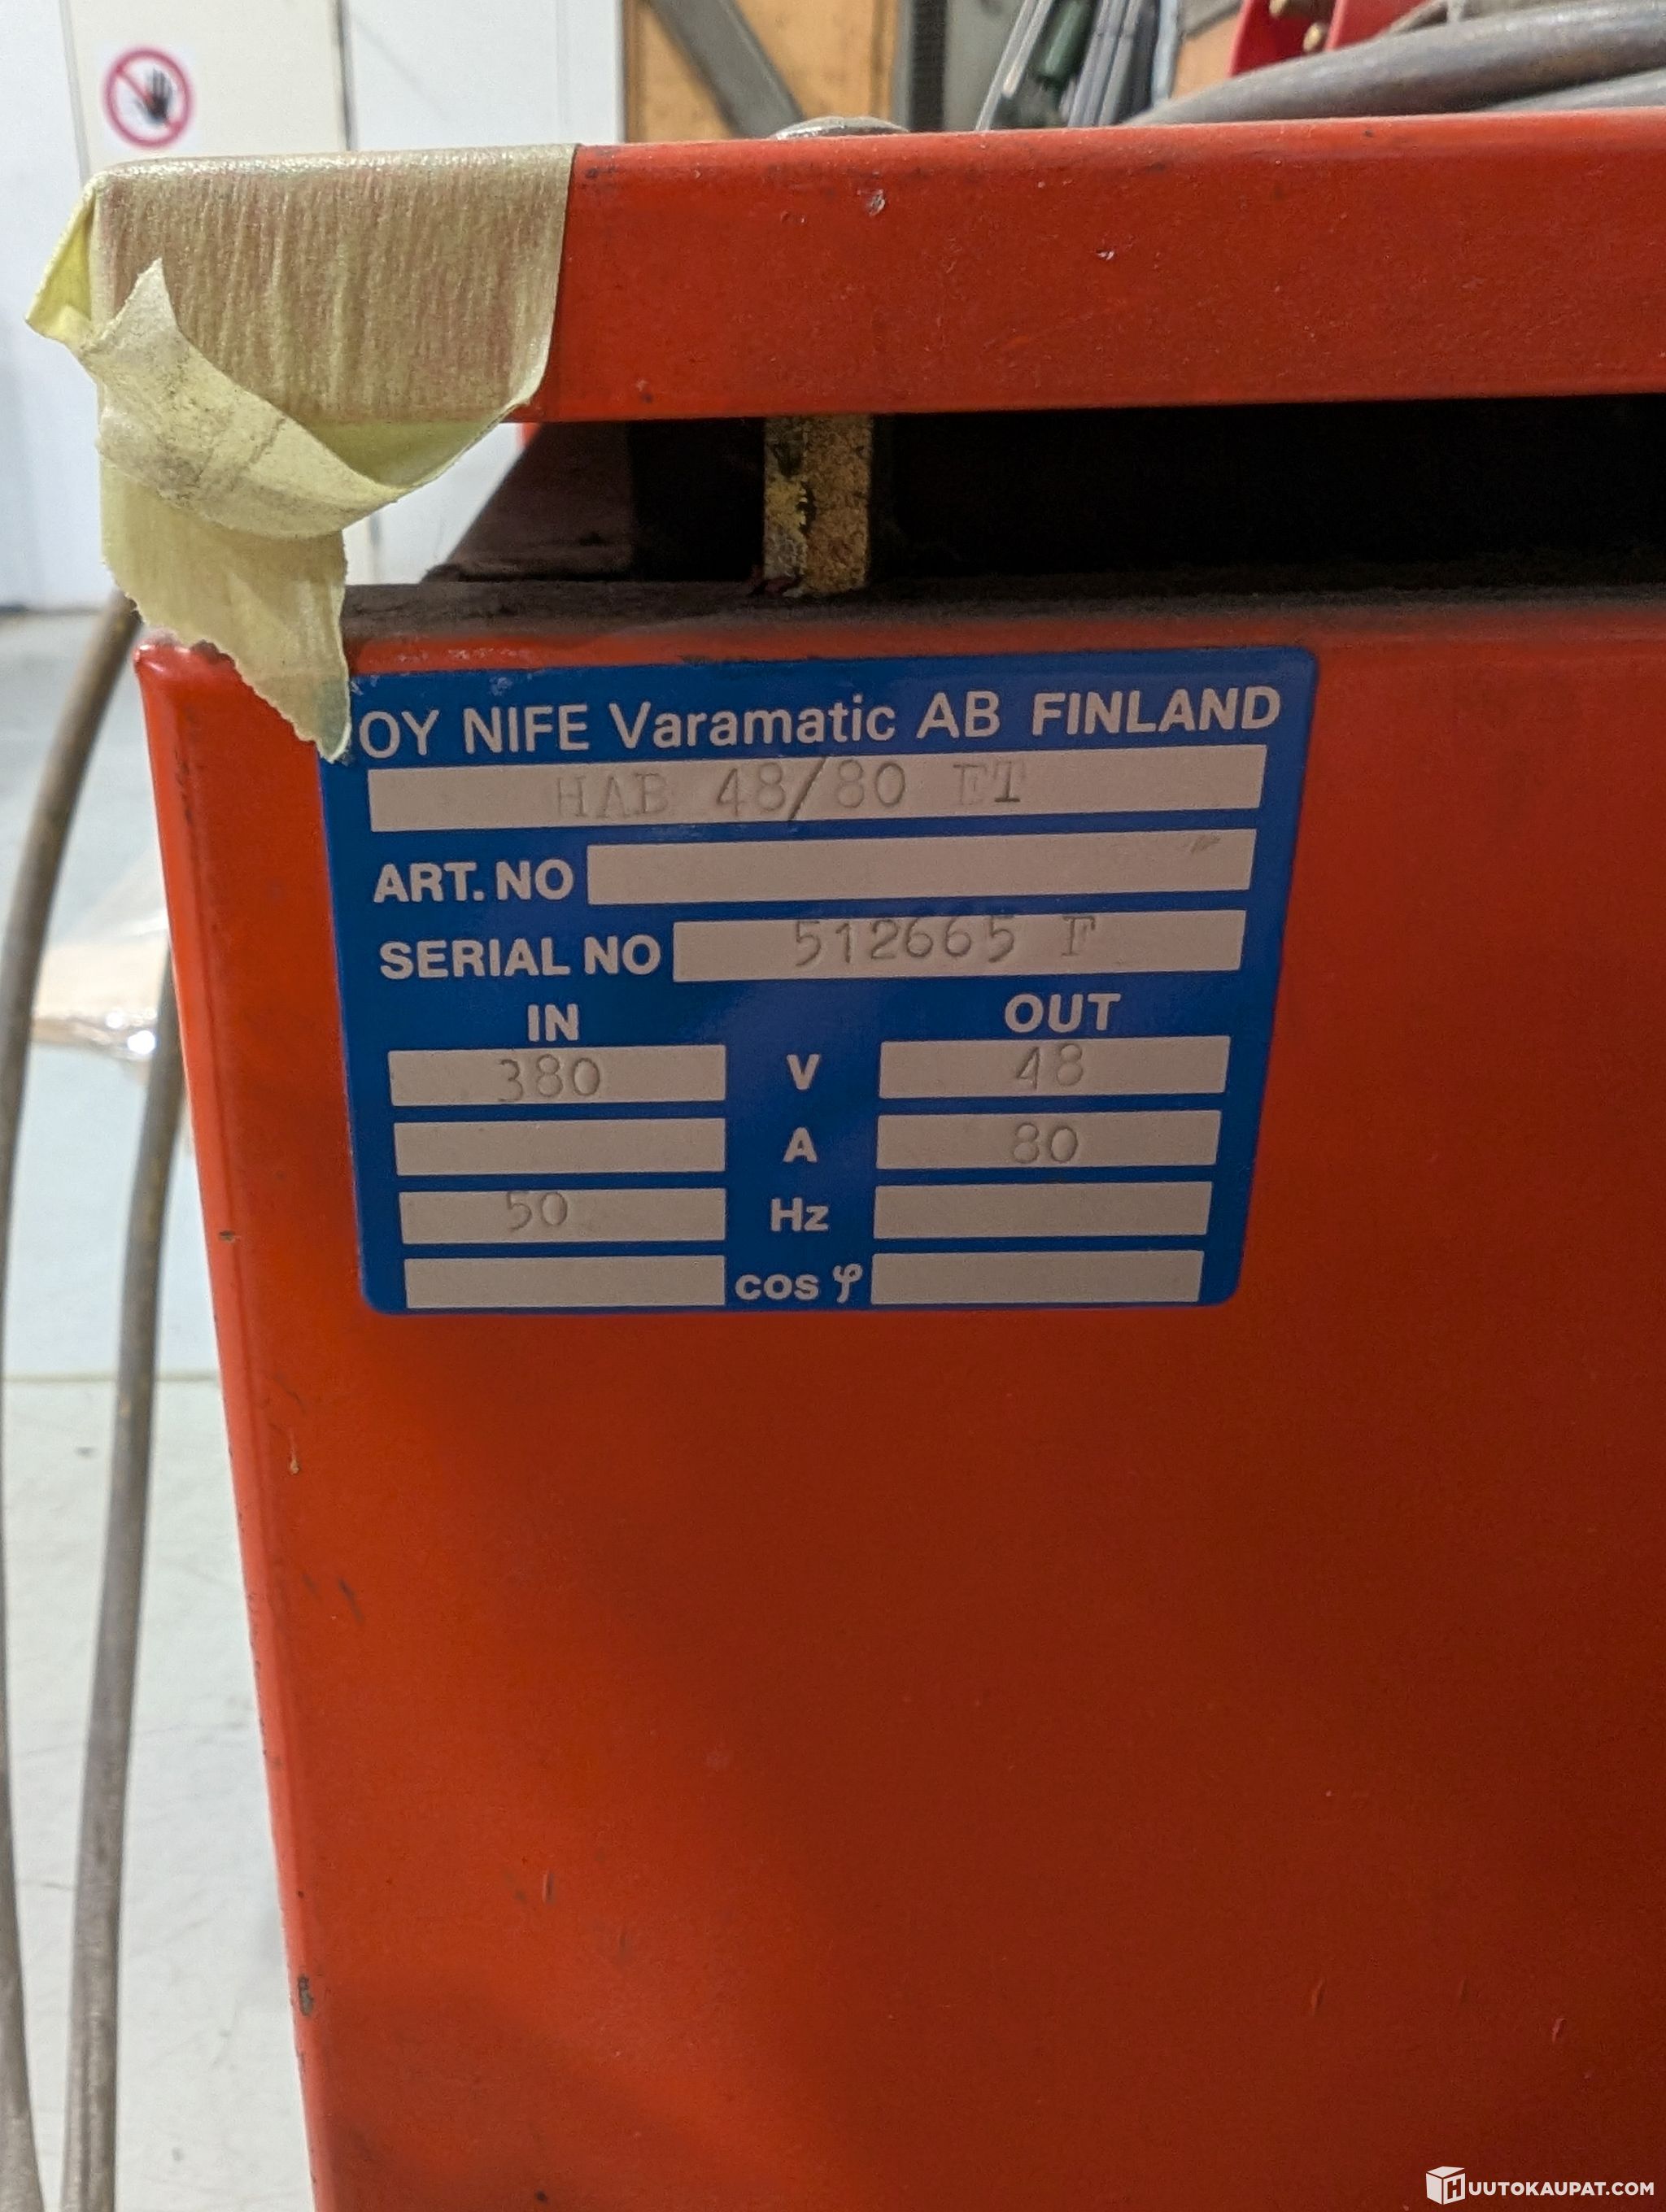 OY NIFE Varamatic AB FINLAND
HAB 48/80 ET
ART. NO
SERIAL NO 512665 F
IN OUT
380 V 48
A 80
50 Hz
cos φ
HUUTOKAUPAT.COM